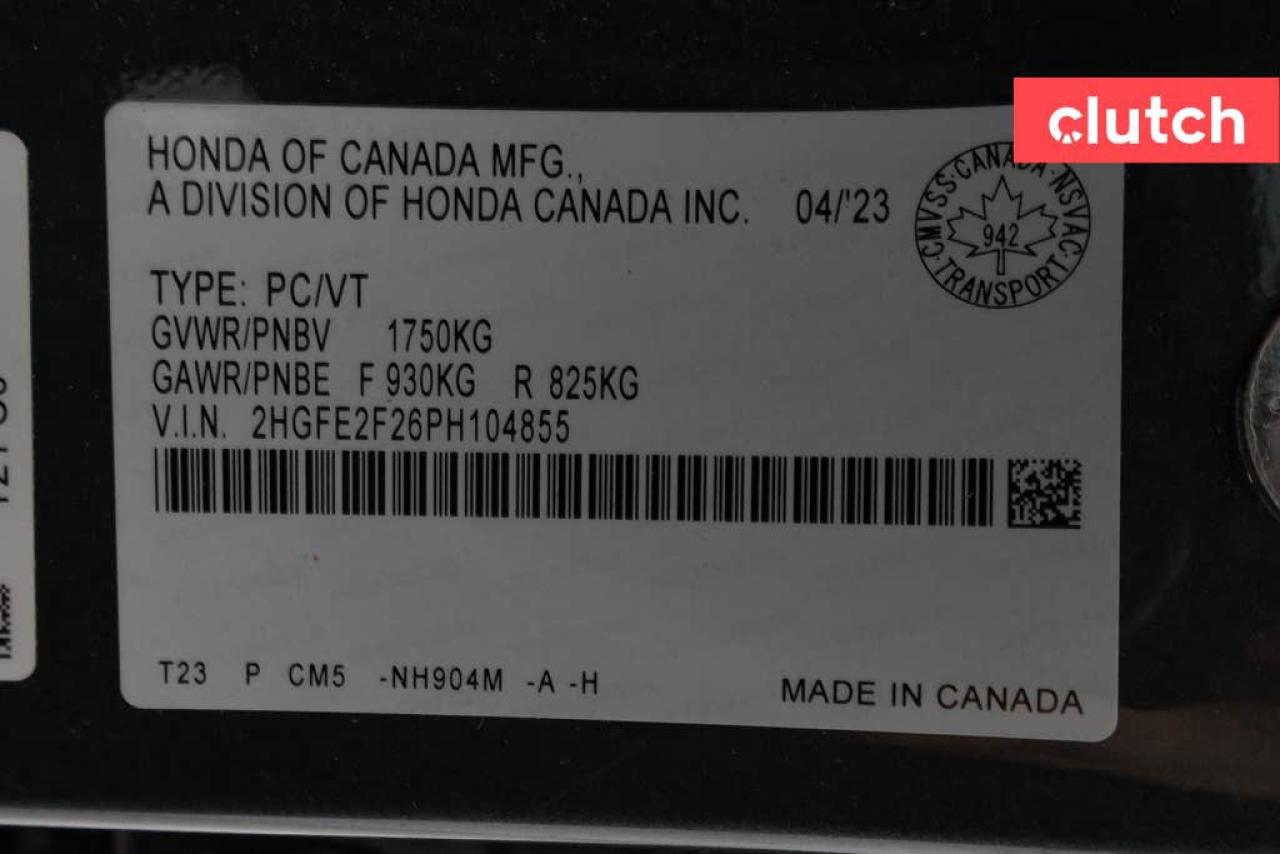 clutch
HONDA OF CANADA MFG.,
A DIVISION OF HONDA CANADA INC. 04/'23
CMVSS·CANADA·NSVAC·TRANSPORT·
942
TYPE: PC/VT
GVWR/PNBV 1750KG
GAWR/PNBE F 930KG R 825KG
V.I.N. 2HGFE2F26PH104855
T23 P CM5 -NH904M -A -H
MADE IN CANADA